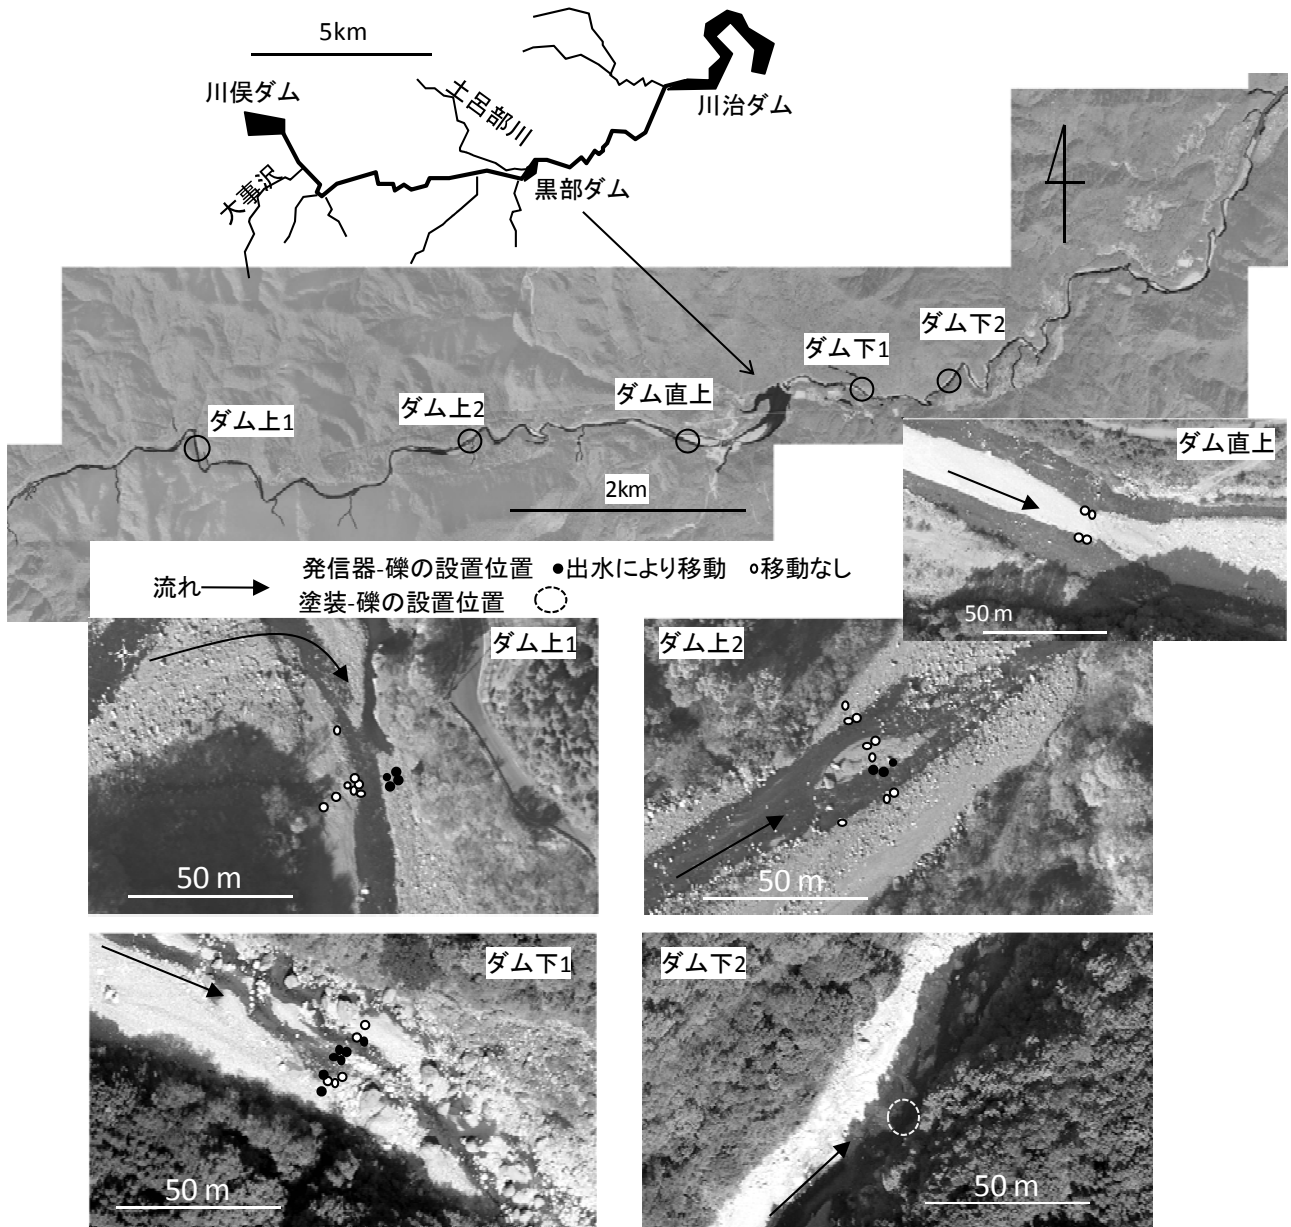 5km
川俣ダム
土呂部川
川治ダム
大事沢
黒部ダム
ダム下2
ダム下1
ダム直上
ダム上2
ダム上1
2km
ダム直上
50 m
発信器-礫の設置位置 ●出水により移動 ○移動なし
流れ
塗装-礫の設置位置
ダム上1
50 m
ダム上2
50 m
ダム下1
50 m
ダム下2
50 m